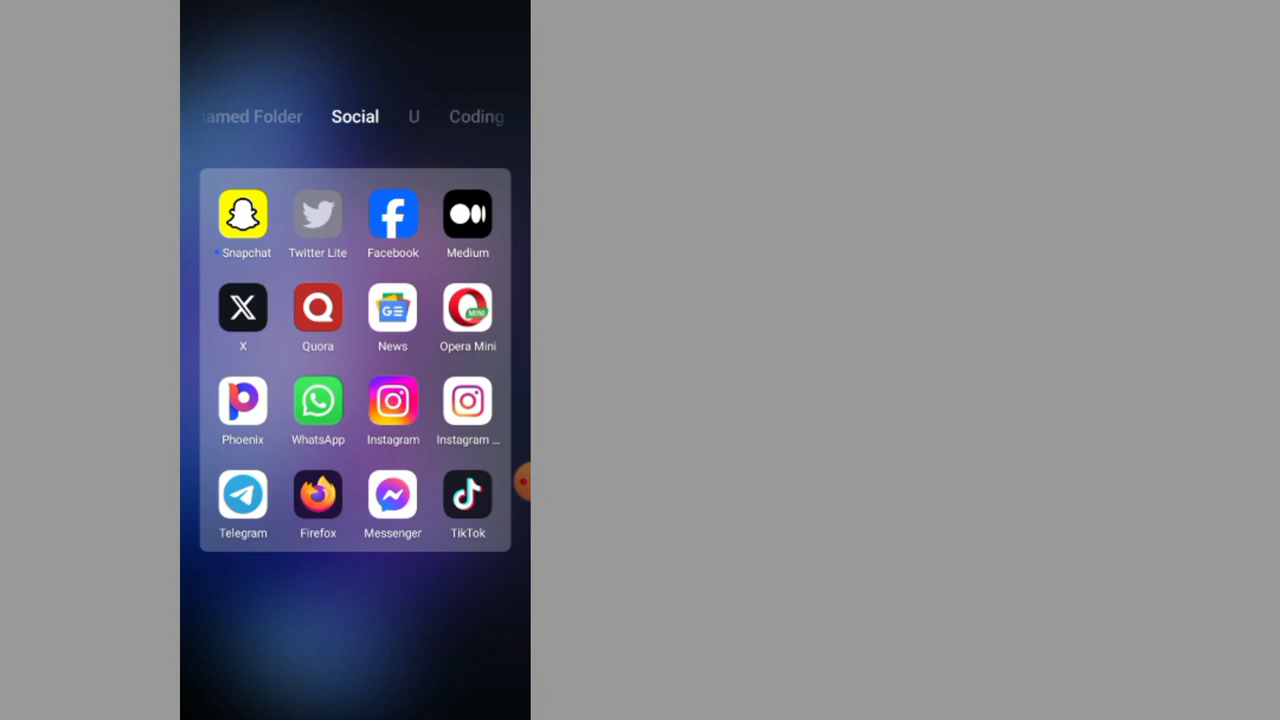 amed Folder Social U Coding
Snapchat Twitter Lite Facebook Medium
X Quora News Opera Mini
MINI
Phoenix WhatsApp Instagram Instagram ...
Telegram Firefox Messenger TikTok